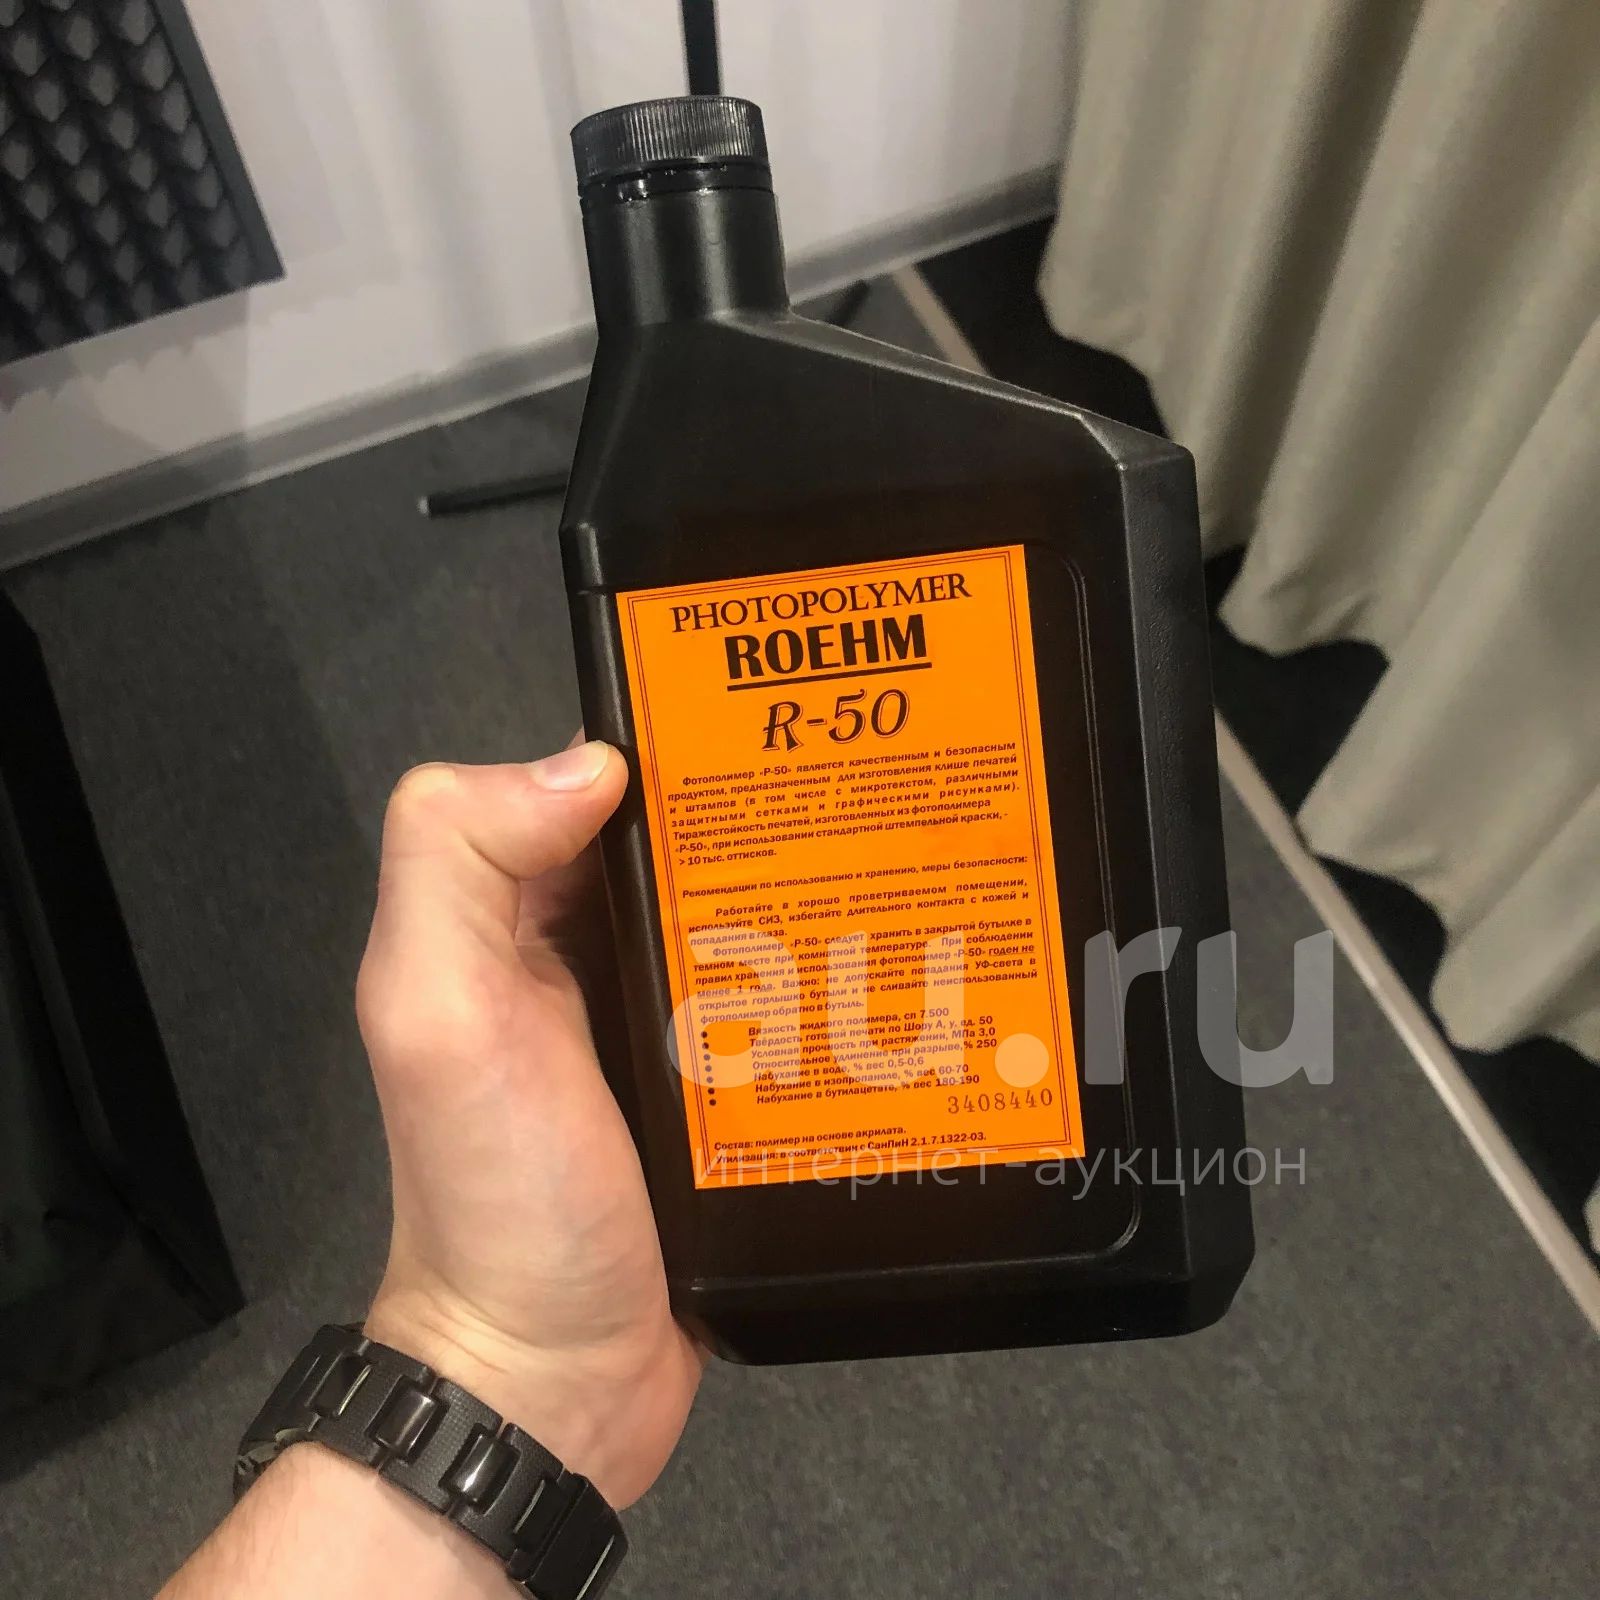 PHOTOPOLYMER
ROEHM
R-50
Фотополимер «Р-50» является качественным и безопасным
продуктом, предназначенным для изготовления клише печатей
и штампов (в том числе с микротекстом, различными
защитными сетками и графическими рисунками).
Тиражестойкость печатей, изготовленных из фотополимера
«Р-50», при использовании стандартной штемпельной краски, -
> 10 тыс. оттисков.
Рекомендации по использованию и хранению, меры безопасности:
Работайте в хорошо проветриваемом помещении,
используйте СИЗ, избегайте длительного контакта с кожей и
попадания в глаза.
Фотополимер «Р-50» следует хранить в закрытой бутылке в
темном месте при комнатной температуре. При соблюдении
правил хранения и использования фотополимер «Р-50» годен не
менее 1 года. Важно: не допускайте попадания УФ-света в
открытое горлышко бутыли и не сливайте неиспользованный
фотополимер обратно в бутыль.
Вязкость жидкого полимера, сп 7.500
Твёрдость готовой печати по Шору А, у. ед. 50
Условная прочность при растяжении, МПа 3,0
Относительное удлинение при разрыве, % 250
Набухание в воде, % вес 0,5-0,6
Набухание в изопропаноле, % вес 60-70
Набухание в бутилацетате, % вес 180-190
3408440
Состав: полимер на основе акрилата.
Утилизация: в соответствии с СанПиН 2.1.7.1322-03.
au.ru
интернет-аукцион